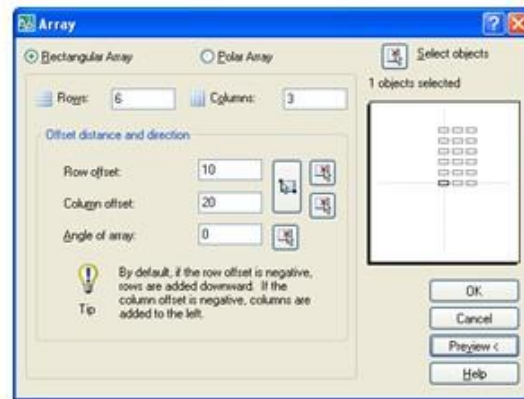 Array
Rectangular Array
Polar Array
Select objects
1 objects selected
Rows: 6
Columns: 3
Offset distance and direction
Row offset: 10
Column offset: 20
Angle of array: 0
Tip
By default, if the row offset is negative,
rows are added downward. If the
column offset is negative, columns are
added to the left.
OK
Cancel
Preview <
Help